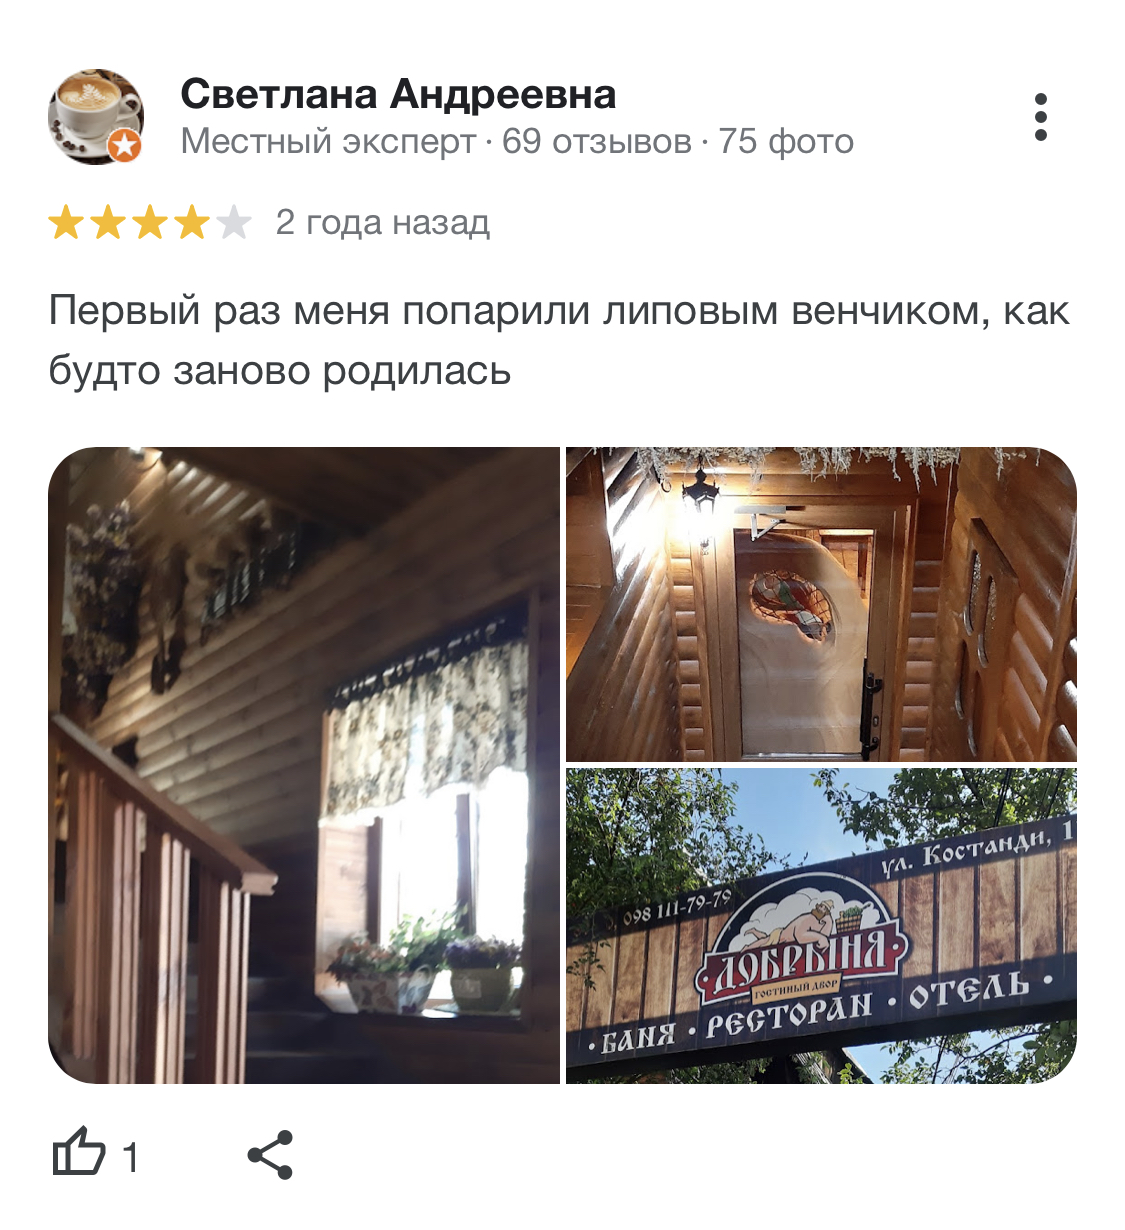 Светлана Андреевна
Местный эксперт · 69 отзывов · 75 фото
2 года назад
Первый раз меня попарили липовым венчиком, как
будто заново родилась
ул. Костанди, 1
098 111-79-79
ДОБРЫНЯ
ГОСТИНЫЙ ДВОР
· БАНЯ · РЕСТОРАН · ОТЕЛЬ ·
1